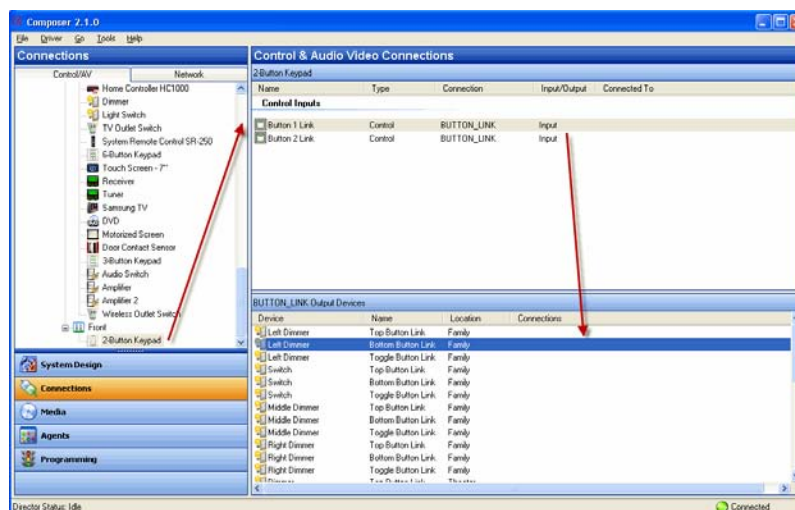 Composer 2.1.0
File Driver Go Tools Help
Connections
Control/AV Network
Home Controller HC1000
Dimmer
Light Switch
TV Outlet Switch
System Remote Control SR-250
6-Button Keypad
Touch Screen - 7"
Receiver
Tuner
Samsung TV
DVD
Motorized Screen
Door Contact Sensor
3-Button Keypad
Audio Switch
Amplifier
Amplifier 2
Wireless Outlet Switch
Front
2-Button Keypad
System Design
Connections
Media
Agents
Programming
Control & Audio Video Connections
2-Button Keypad
Name Type Connection Input/Output Connected To
Control Inputs
Button 1 Link Control BUTTON_LINK Input
Button 2 Link Control BUTTON_LINK Input
BUTTON_LINK Output Devices
Device Name Location Connections
Left Dimmer Top Button Link Family
Left Dimmer Bottom Button Link Family
Left Dimmer Toggle Button Link Family
Switch Top Button Link Family
Switch Bottom Button Link Family
Switch Toggle Button Link Family
Middle Dimmer Top Button Link Family
Middle Dimmer Bottom Button Link Family
Middle Dimmer Toggle Button Link Family
Right Dimmer Top Button Link Family
Right Dimmer Bottom Button Link Family
Right Dimmer Toggle Button Link Family
Dimmer Top Button Link Theater
Director Status: Idle
Connected